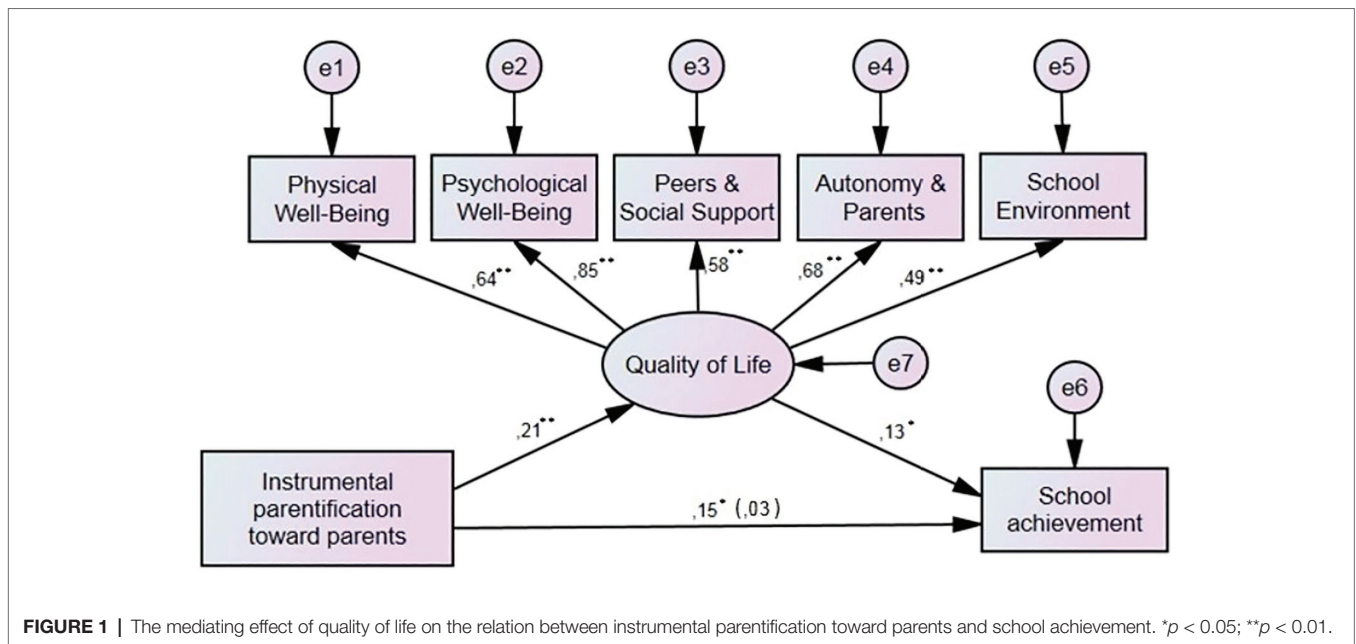 e1
e2
e3
e4
e5
Physical
Well-Being
Psychological
Well-Being
Peers &
Social Support
Autonomy &
Parents
School
Environment
,64**
,85**
,58**
,68**
,49**
Quality of Life
e7
e6
,21**
,13*
Instrumental
parentification
toward parents
,15* (,03)
School
achievement
FIGURE 1 | The mediating effect of quality of life on the relation between instrumental parentification toward parents and school achievement. *p < 0.05; **p < 0.01.